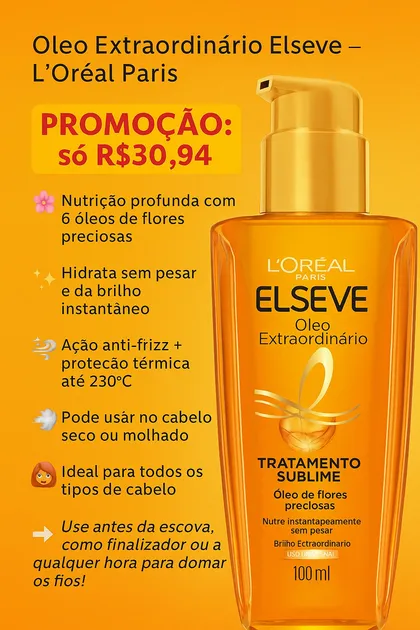 Oleo Extraordinário Elseve –
L’Oréal Paris
PROMOÇÃO:
só R$30,94
Nutrição profunda com
6 óleos de flores
preciosas
Hidrata sem pesar
e da brilho
instantâneo
Ação anti-frizz +
protecão térmica
até 230°C
Pode usár no cabelo
seco ou molhado
Ideal para todos os
tipos de cabelo
Use antes da escova,
como finalizador ou a
qualquer hora para domar
os fios!
L’ORÉAL
PARIS
ELSEVE
Oleo
Extraordinário
TRATAMENTO
SUBLIME
Óleo de flores
preciosas
Nutre instantapeamente
sem pesar
Briiho Ectraordinario
100 ml